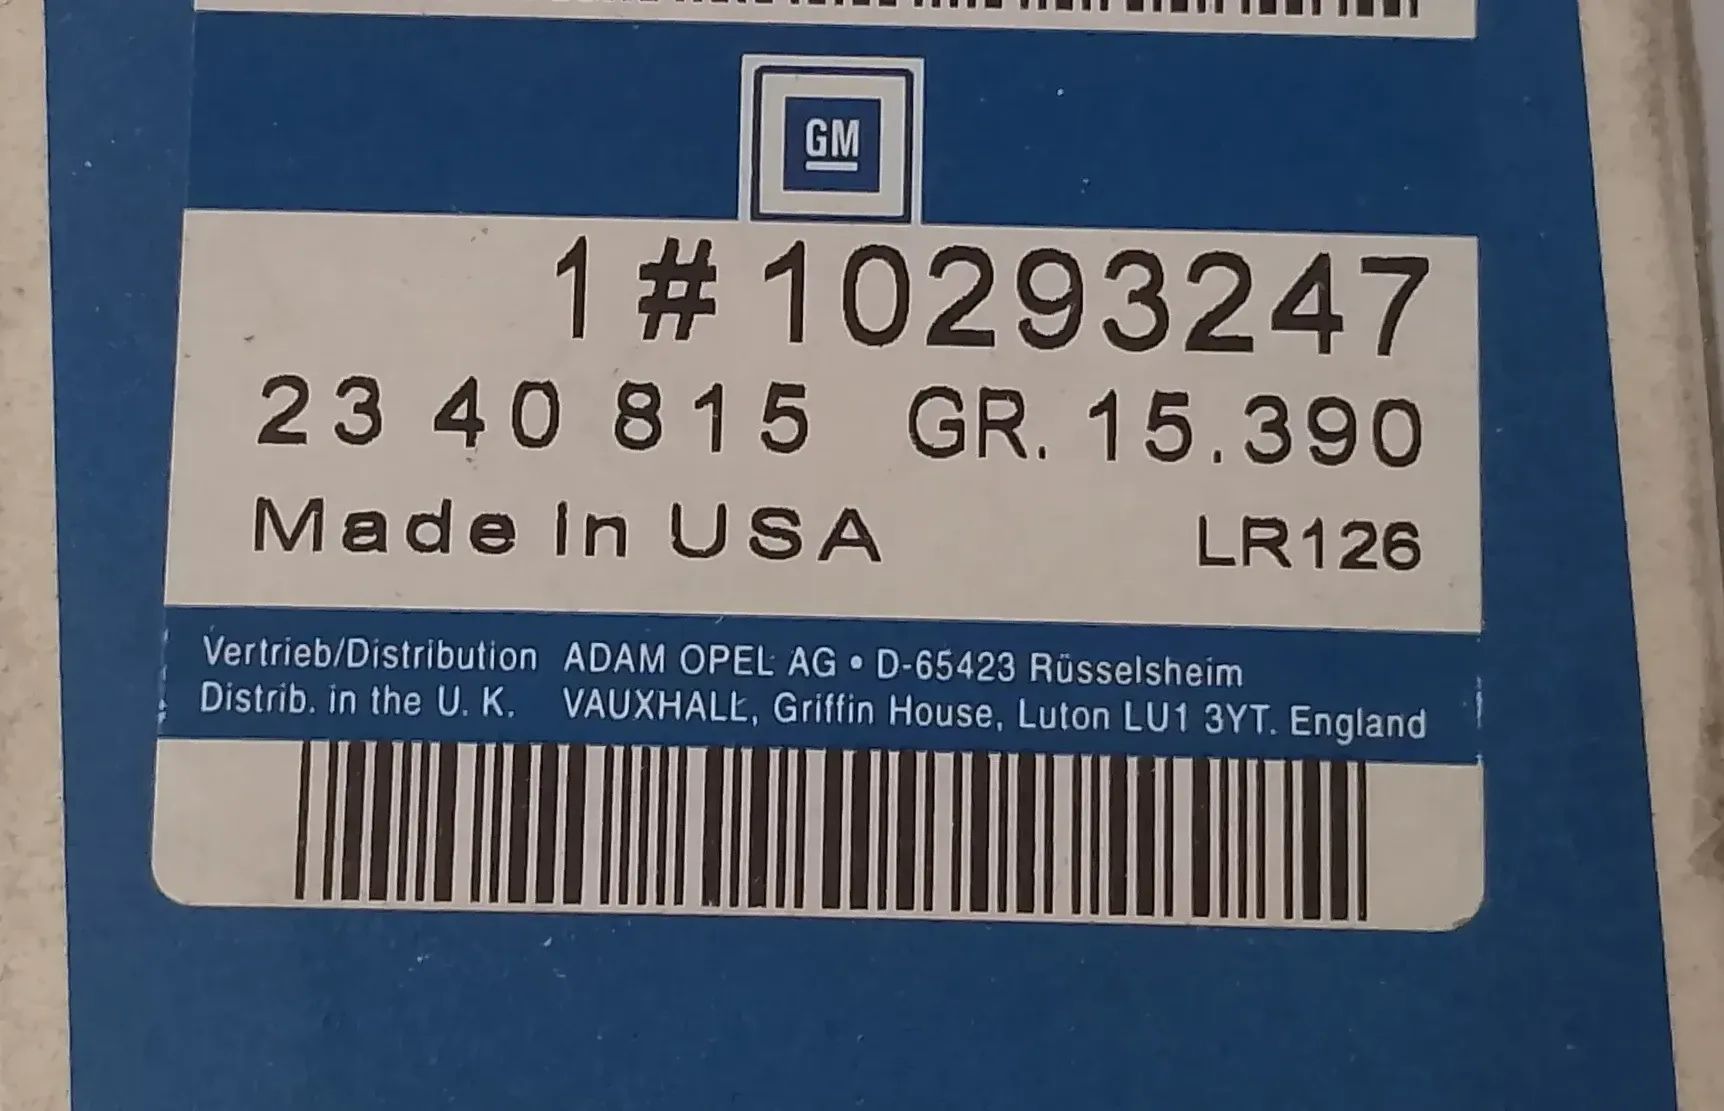 GM
1 # 10293247
23 40 815 GR. 15.390
Made In USA LR126
Vertrieb/Distribution ADAM OPEL AG • D-65423 Rüsselsheim
Distrib. in the U. K. VAUXHALL, Griffin House, Luton LU1 3YT. England